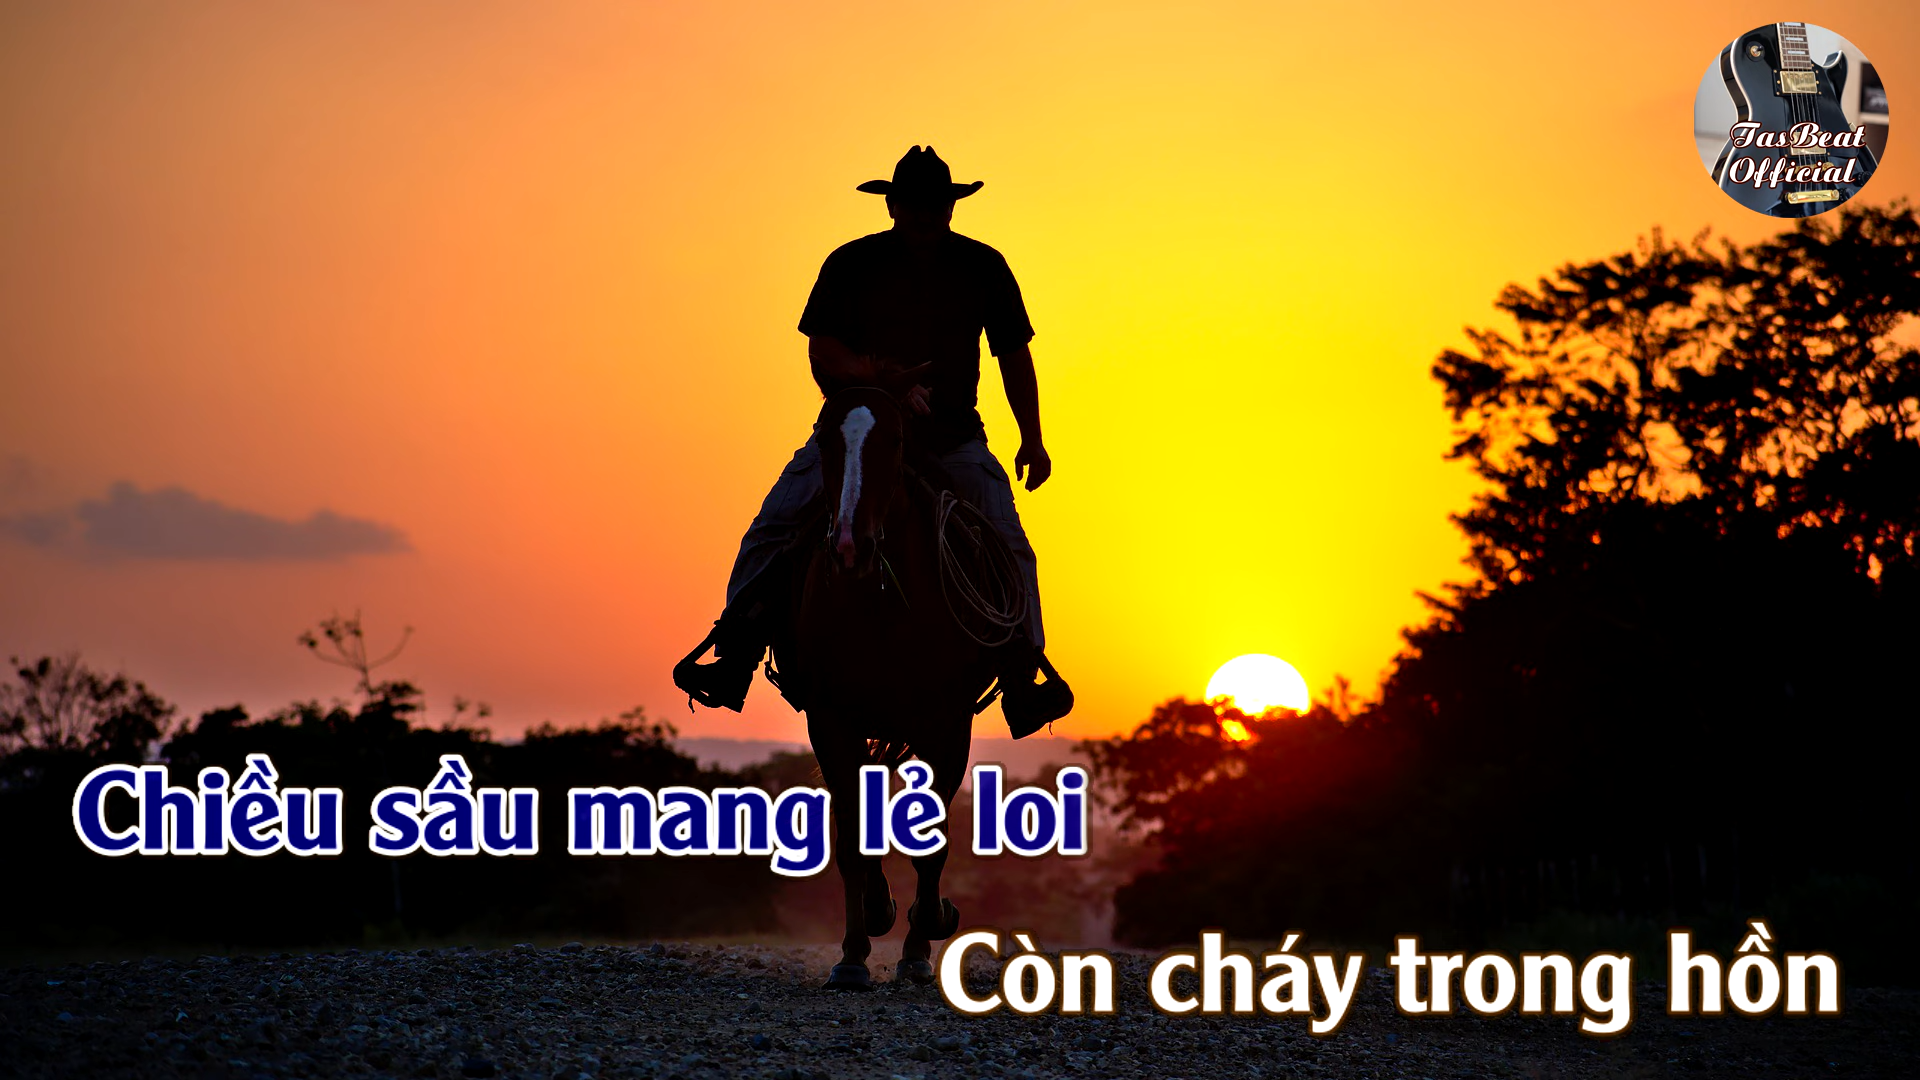 TasBeat
Official
Chiều sầu mang lẻ loi
Còn cháy trong hồn